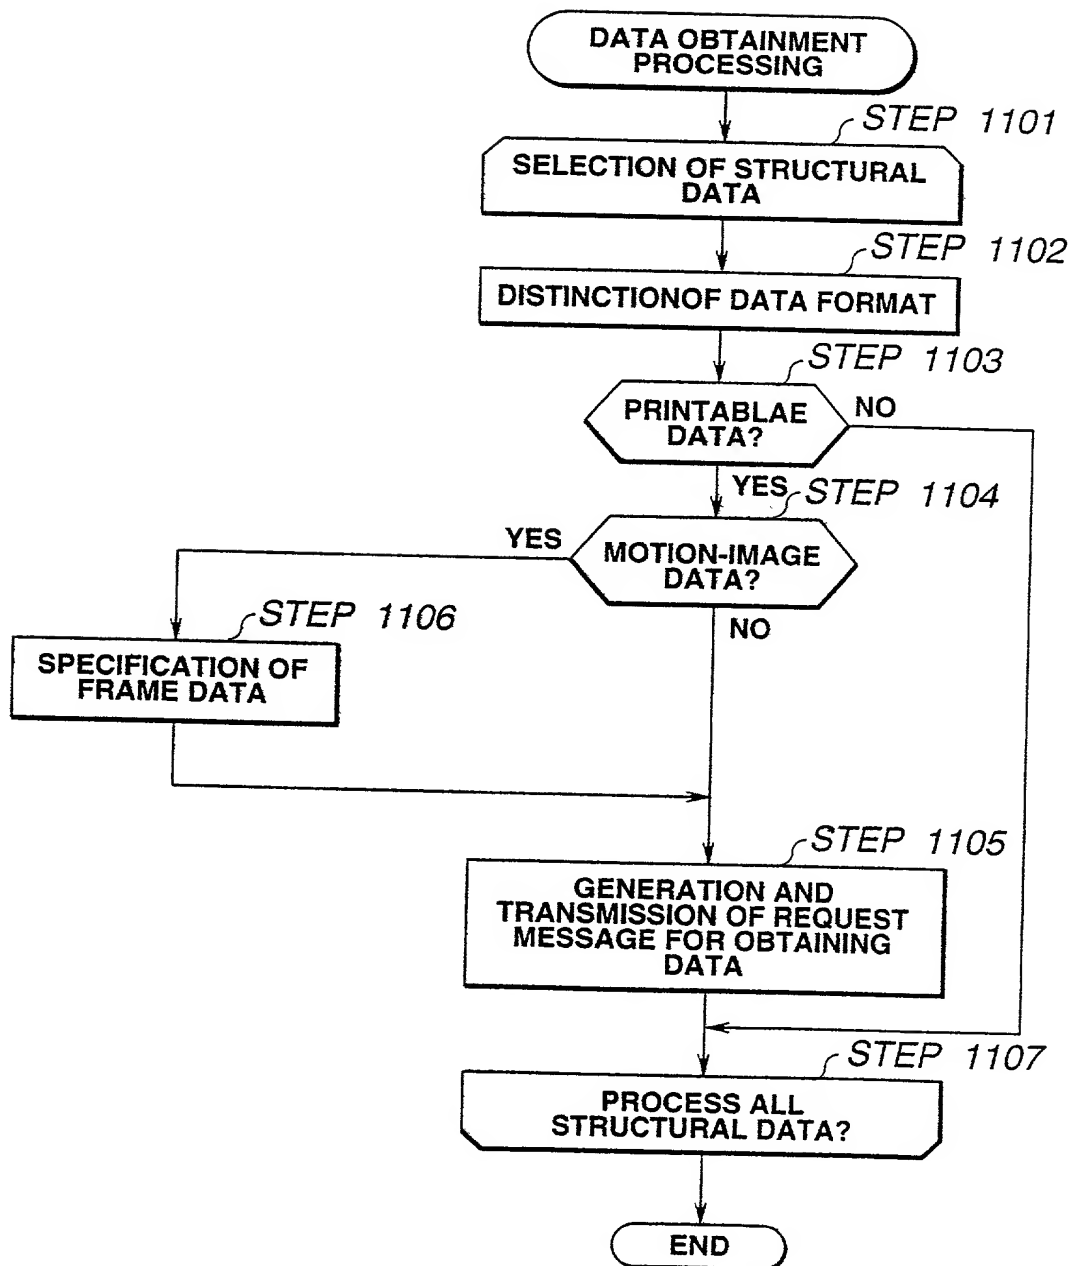 DATA OBTAINMENT
PROCESSING
STEP 1101
SELECTION OF STRUCTURAL
DATA
STEP 1102
DISTINCTIONOF DATA FORMAT
STEP 1103
PRINTABLAE
DATA?
NO
YES
STEP 1104
YES
MOTION-IMAGE
DATA?
NO
STEP 1106
SPECIFICATION OF
FRAME DATA
STEP 1105
GENERATION AND
TRANSMISSION OF REQUEST
MESSAGE FOR OBTAINING
DATA
STEP 1107
PROCESS ALL
STRUCTURAL DATA?
END